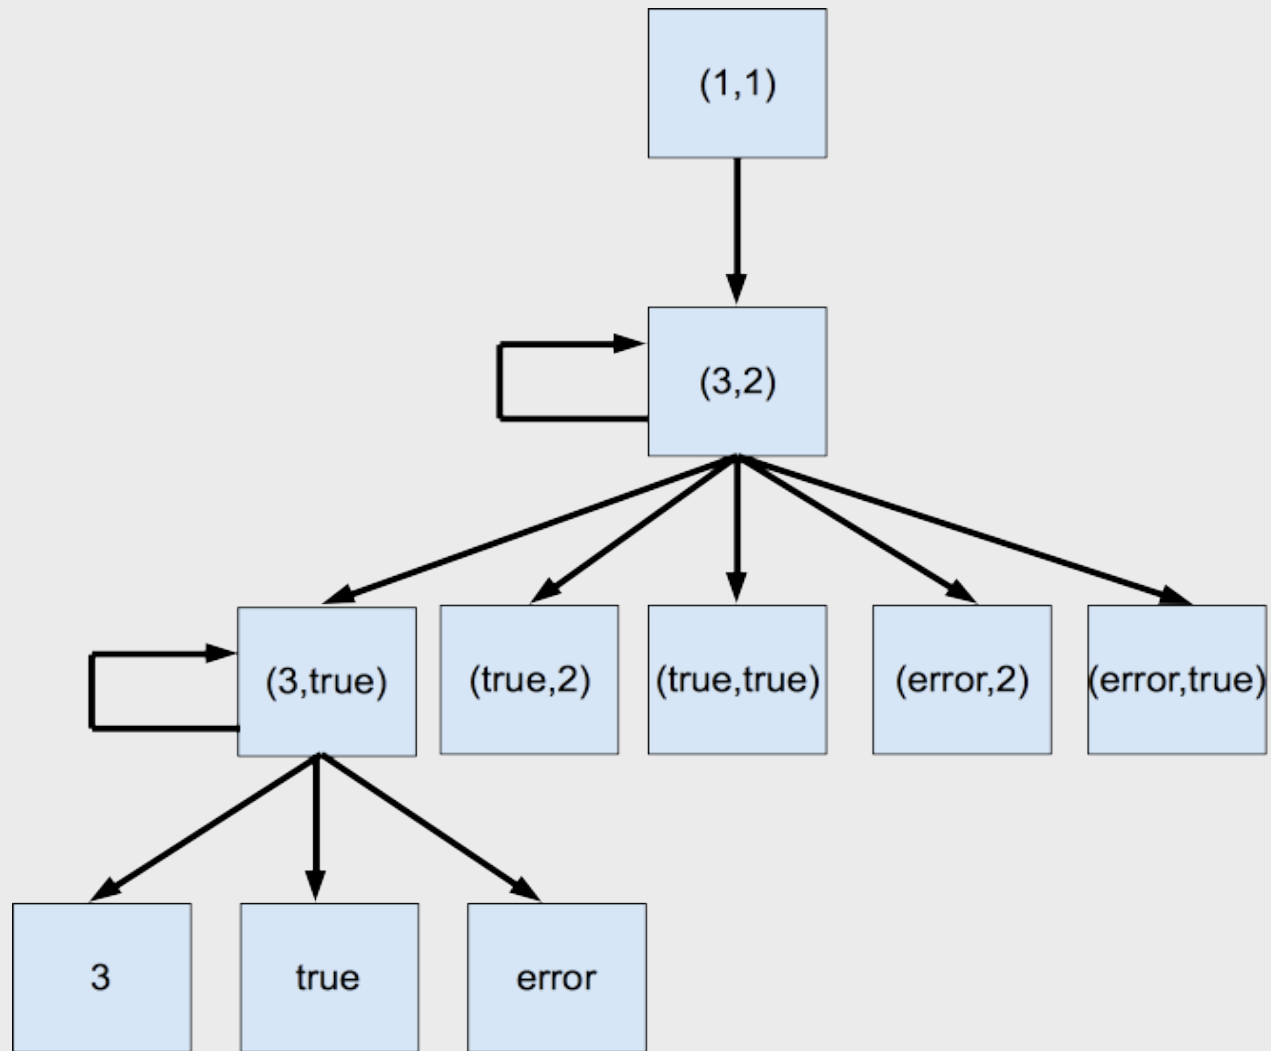 (1,1)
(3,2)
(3,true)
(true,2)
(true,true)
(error,2)
(error,true)
3
true
error